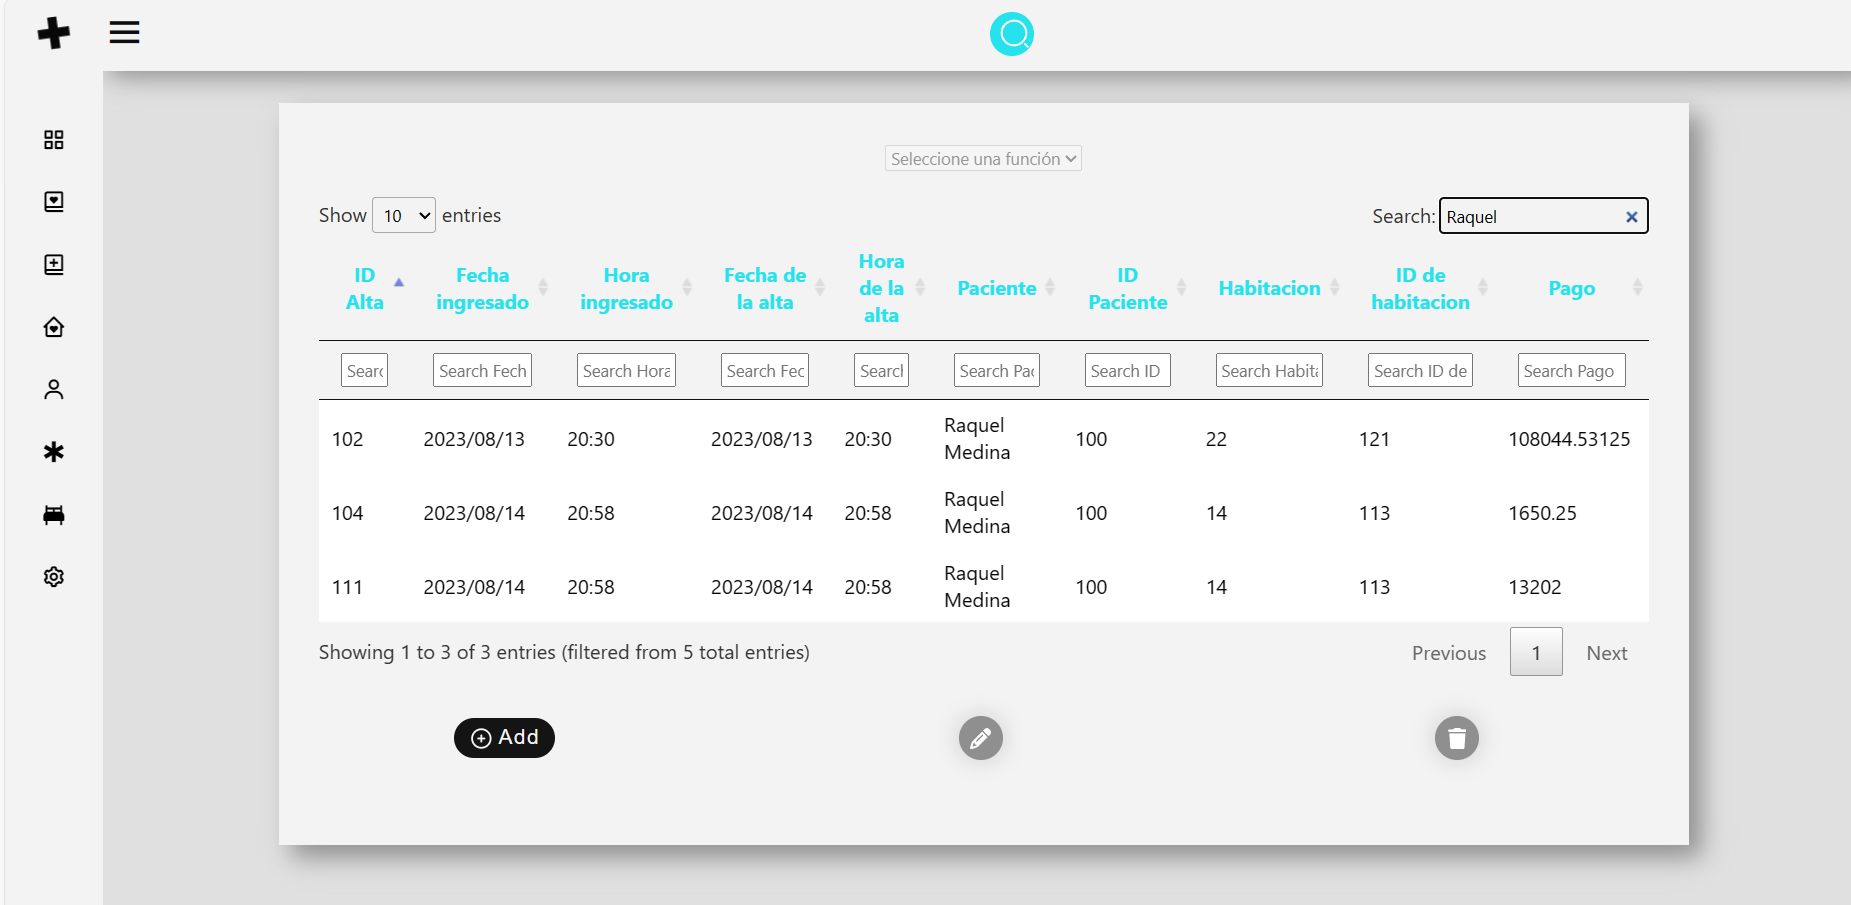 Seleccione una función
Show 10 entries
Search: Raquel
ID Alta
Fecha ingresado
Hora ingresado
Fecha de la alta
Hora de la alta
Paciente
ID Paciente
Habitacion
ID de habitacion
Pago
Searc
Search Fech
Search Hora
Search Fec
Search
Search Pac
Search ID
Search Habita
Search ID de
Search Pago
102 2023/08/13 20:30 2023/08/13 20:30 Raquel Medina 100 22 121 108044.53125
104 2023/08/14 20:58 2023/08/14 20:58 Raquel Medina 100 14 113 1650.25
111 2023/08/14 20:58 2023/08/14 20:58 Raquel Medina 100 14 113 13202
Showing 1 to 3 of 3 entries (filtered from 5 total entries)
Previous 1 Next
Add